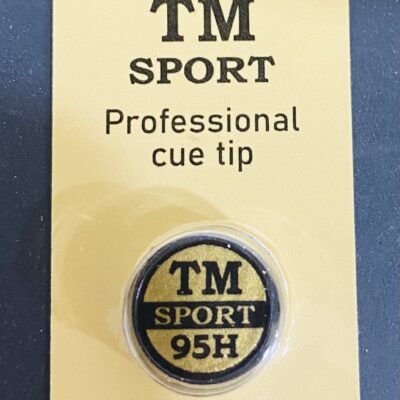 TM
SPORT
Professional
cue tip
TM
SPORT
95H